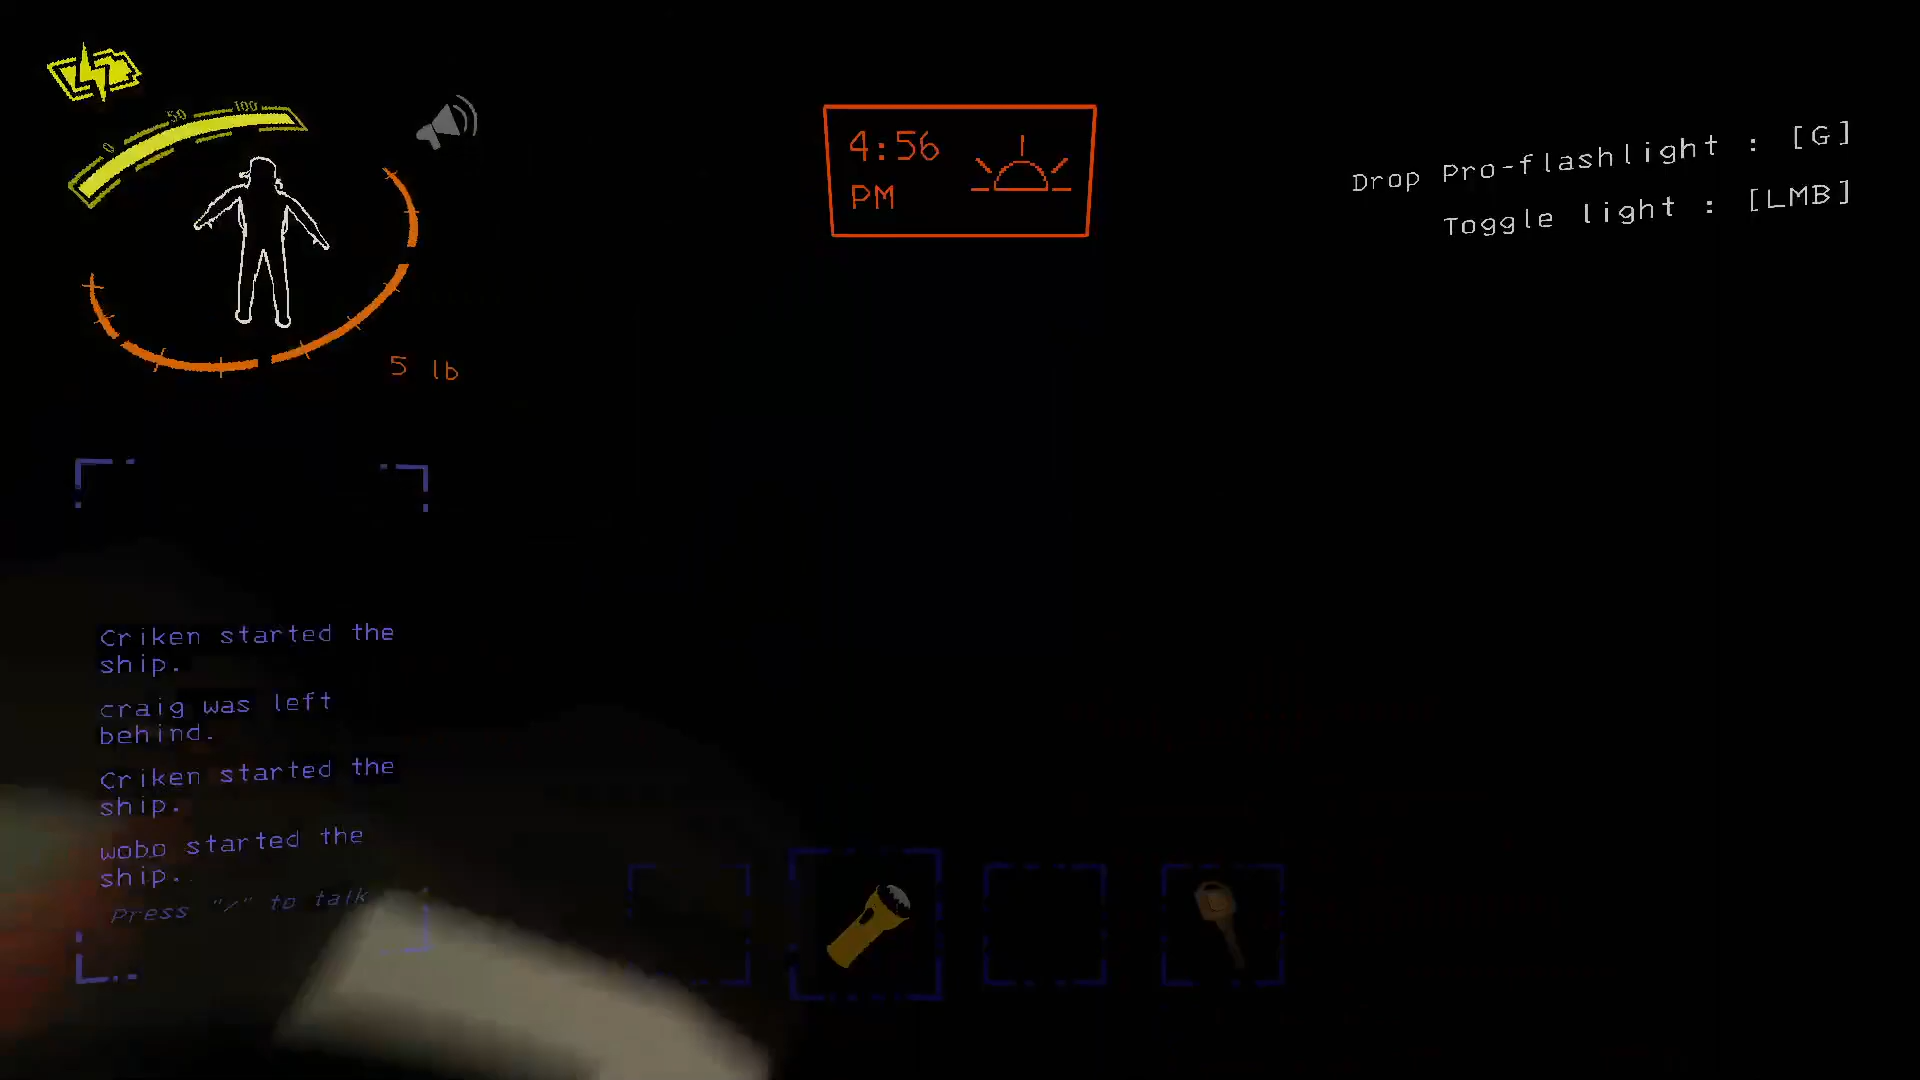 0 50 100
4:56
PM
Drop Pro-flashlight : [G]
Toggle light : [LMB]
5 lb
Criken started the
ship.
craig was left
behind.
Criken started the
ship.
wobo started the
ship.
Press "/" to talk